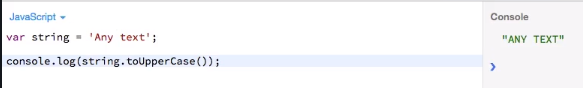 JavaScript
Console
var string = 'Any text';
"ANY TEXT"
console.log(string.toUpperCase());